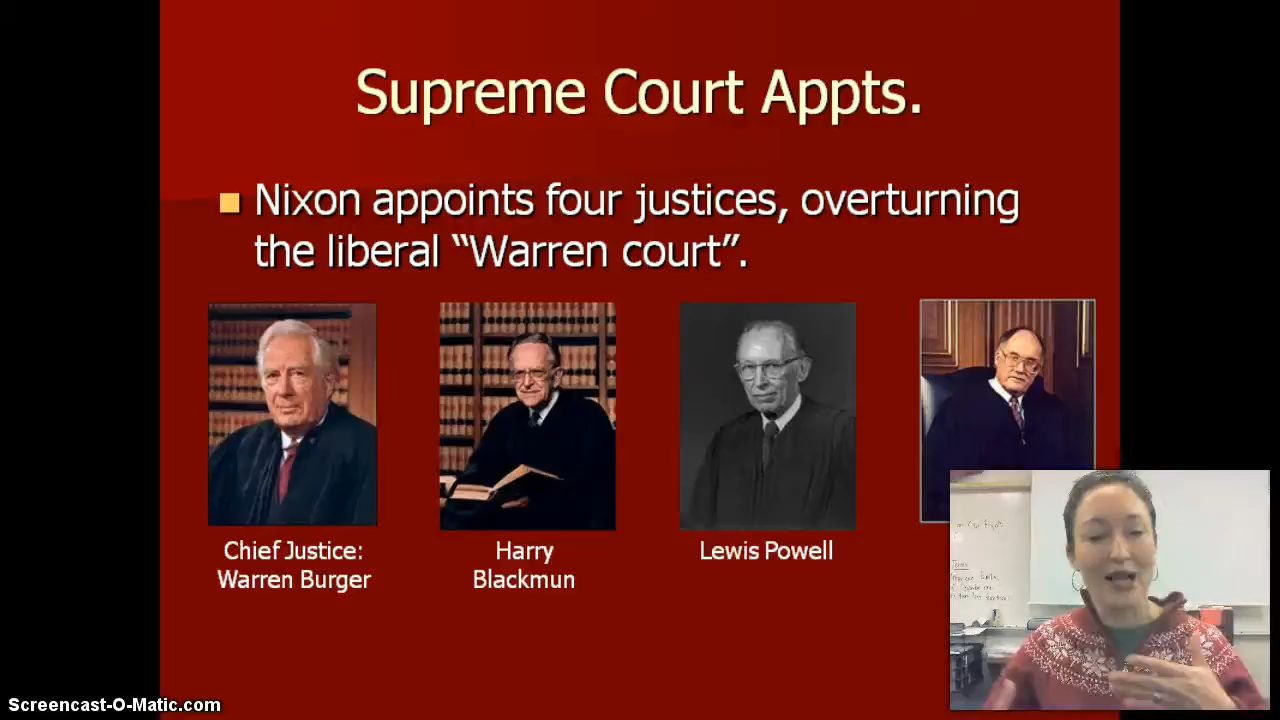 Supreme Court Appts.
Nixon appoints four justices, overturning
the liberal “Warren court”.
Chief Justice:
Warren Burger
Harry
Blackmun
Lewis Powell
Screencast-O-Matic.com